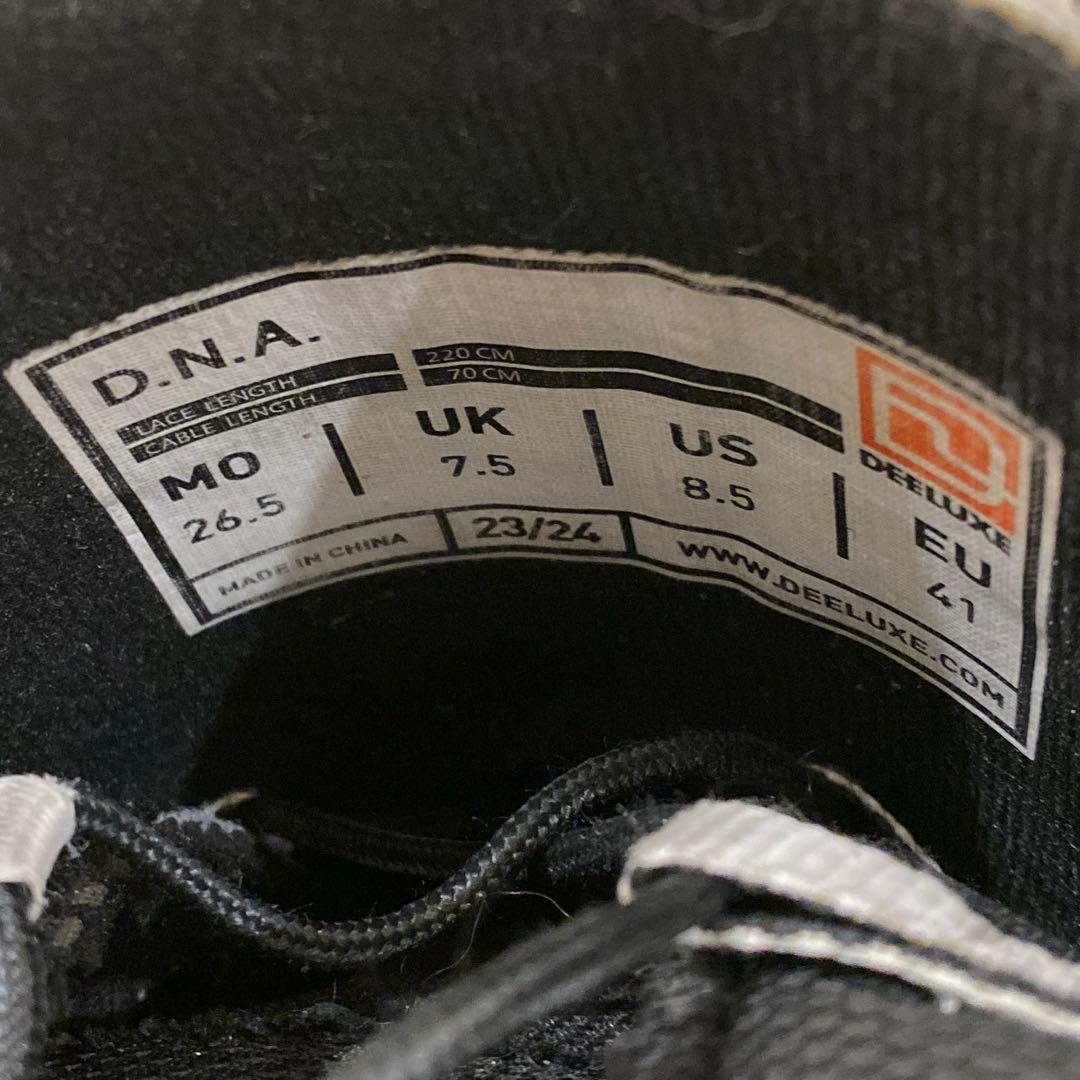 D.N.A.
LACE LENGTH 220 CM
CABLE LENGTH 70 CM
MO UK US EU
26.5 7.5 8.5 41
DEELUXE
MADE IN CHINA 23/24 WWW.DEELUXE.COM